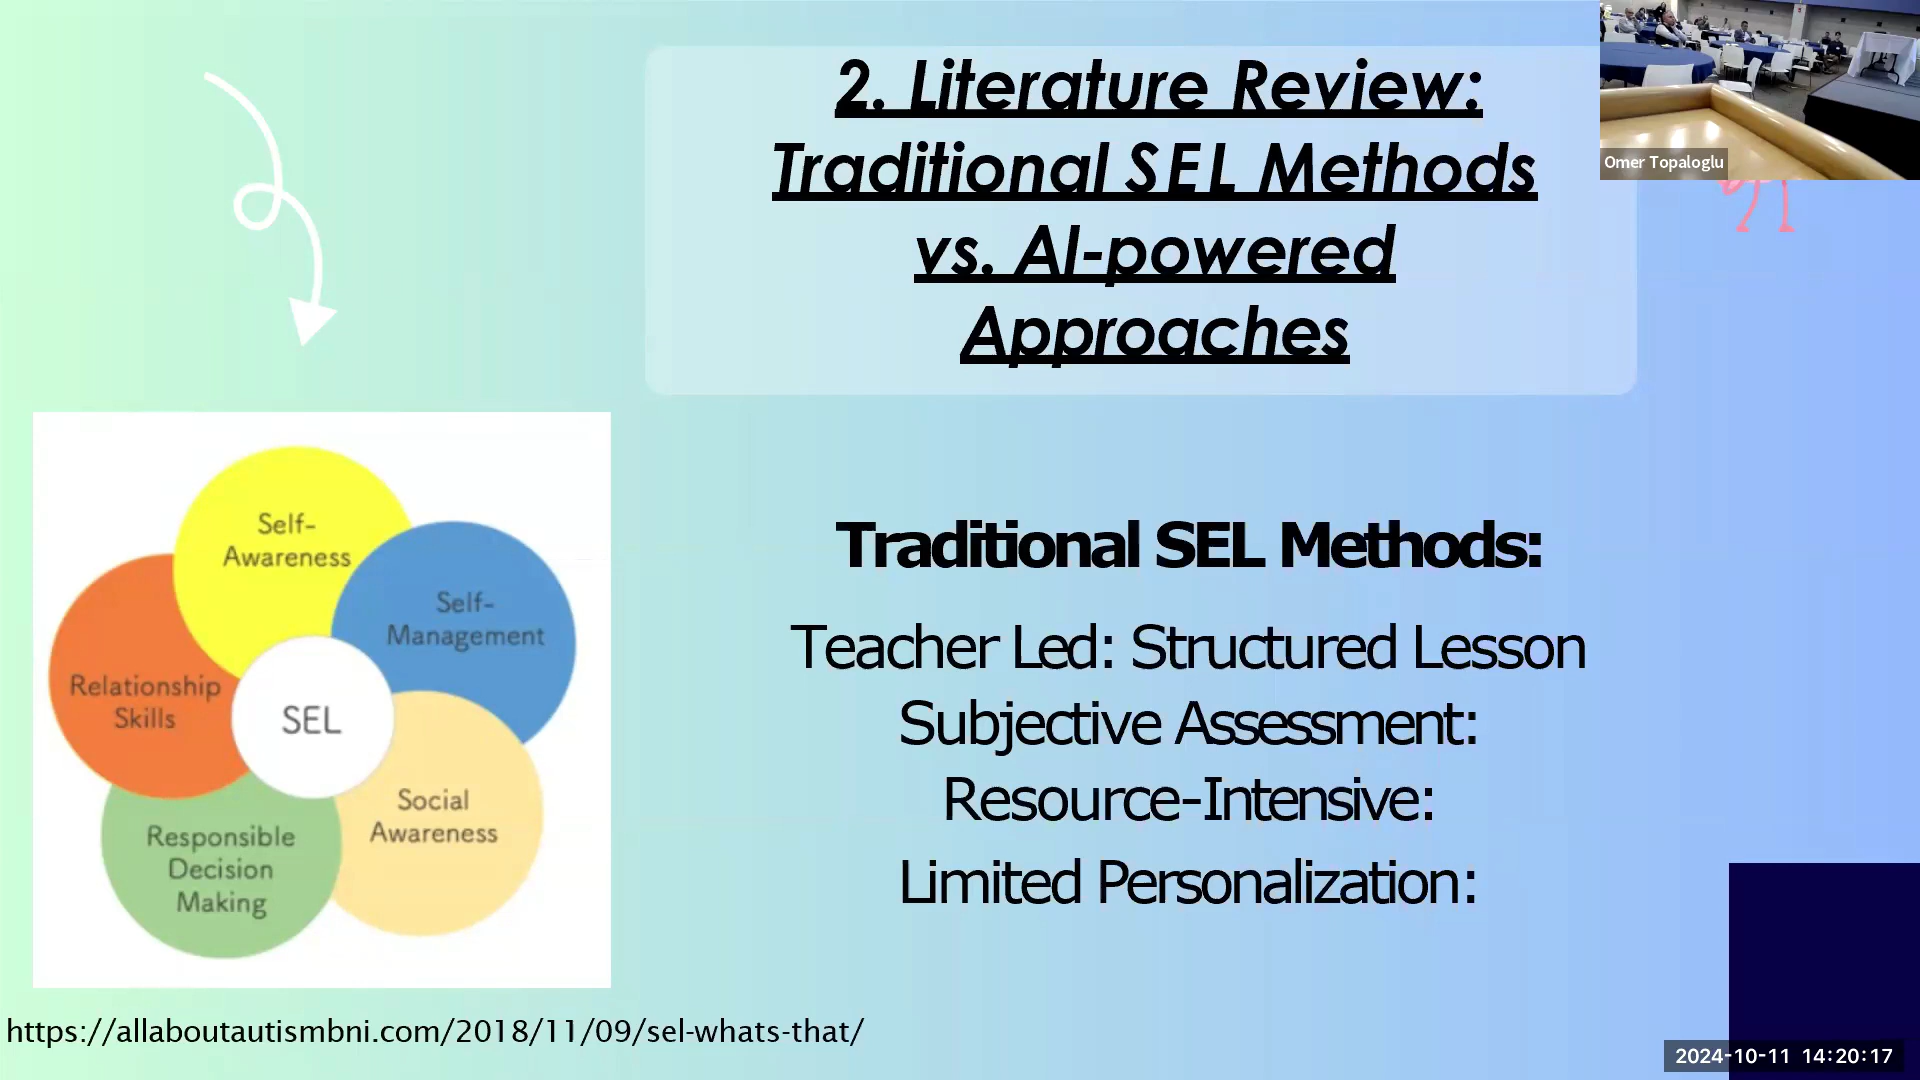 2. Literature Review:
Traditional SEL Methods
vs. AI-powered
Approaches
Omer Topaloglu
Self-
Awareness
Self-
Management
Relationship
Skills
SEL
Social
Awareness
Responsible
Decision
Making
Traditional SEL Methods:
Teacher Led: Structured Lesson
Subjective Assessment:
Resource-Intensive:
Limited Personalization:
https://allaboutautismbni.com/2018/11/09/sel-whats-that/
2024-10-11 14:20:17